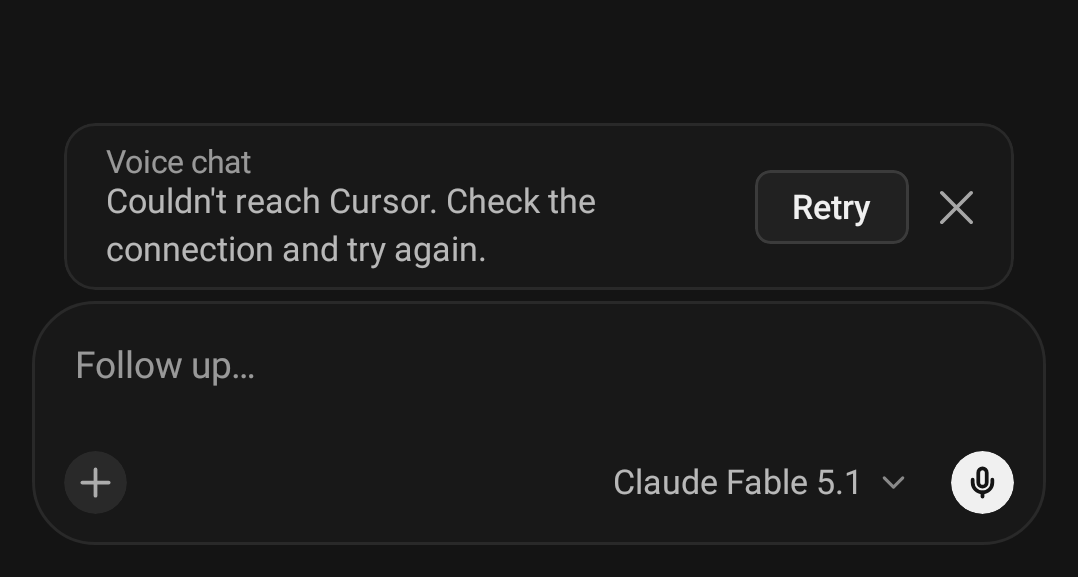 Voice chat
Couldn't reach Cursor. Check the
connection and try again.
Retry
Follow up...
Claude Fable 5.1